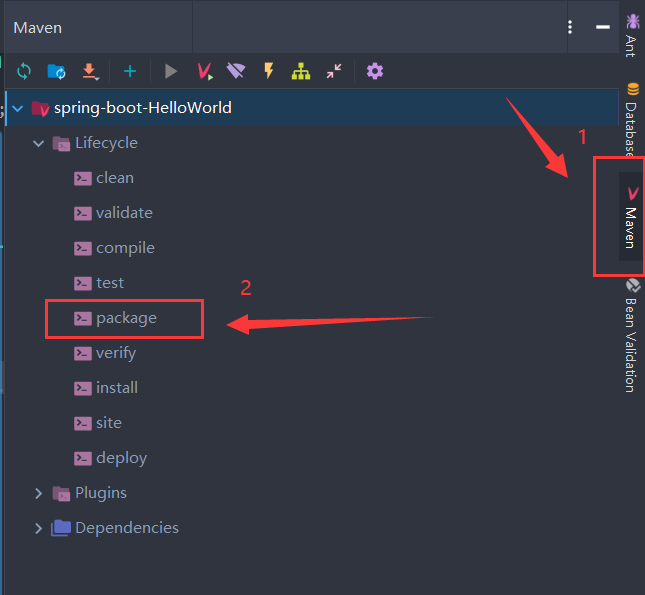 Maven
spring-boot-HelloWorld
Lifecycle
clean
validate
compile
test
package
verify
install
site
deploy
Plugins
Dependencies
Ant
Database
Maven
Bean Validation
1
2